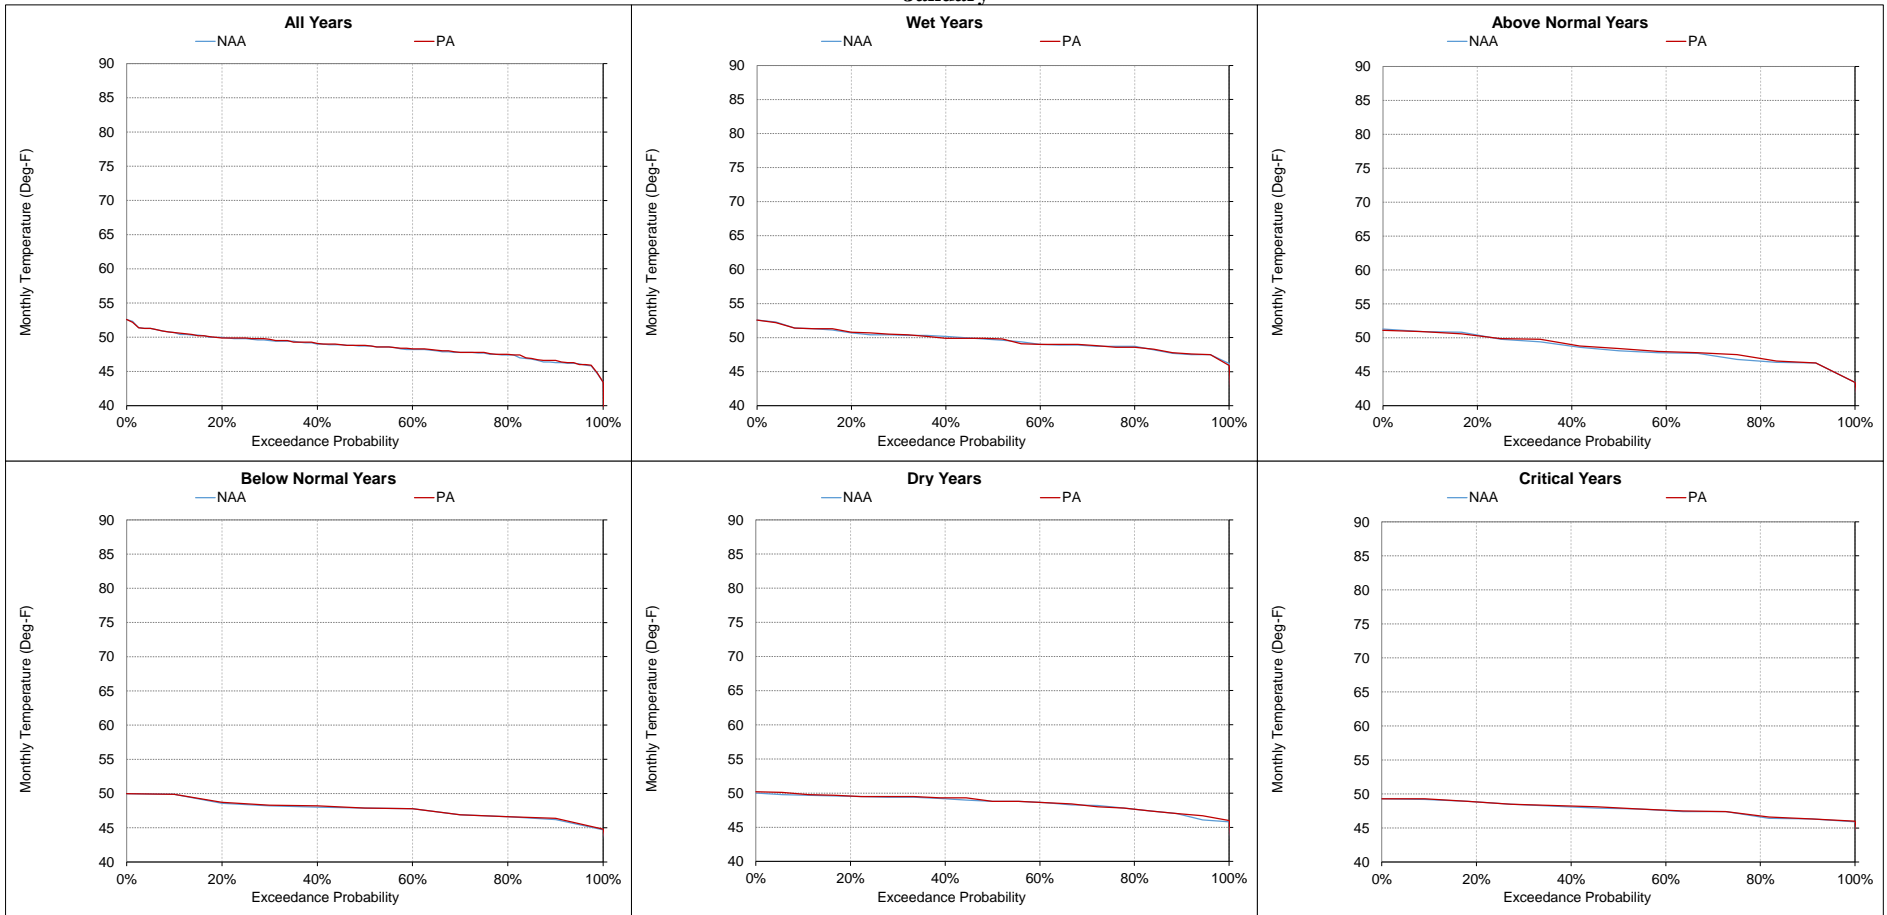 January
All Years
NAA PA
90
85
80
75
70
65
60
55
50
45
40
Monthly Temperature (Deg-F)
0% 20% 40% 60% 80% 100%
Exceedance Probability
Wet Years
NAA PA
90
85
80
75
70
65
60
55
50
45
40
Monthly Temperature (Deg-F)
0% 20% 40% 60% 80% 100%
Exceedance Probability
Above Normal Years
NAA PA
90
85
80
75
70
65
60
55
50
45
40
Monthly Temperature (Deg-F)
0% 20% 40% 60% 80% 100%
Exceedance Probability
Below Normal Years
NAA PA
90
85
80
75
70
65
60
55
50
45
40
Monthly Temperature (Deg-F)
0% 20% 40% 60% 80% 100%
Exceedance Probability
Dry Years
NAA PA
90
85
80
75
70
65
60
55
50
45
40
Monthly Temperature (Deg-F)
0% 20% 40% 60% 80% 100%
Exceedance Probability
Critical Years
NAA PA
90
85
80
75
70
65
60
55
50
45
40
Monthly Temperature (Deg-F)
0% 20% 40% 60% 80% 100%
Exceedance Probability